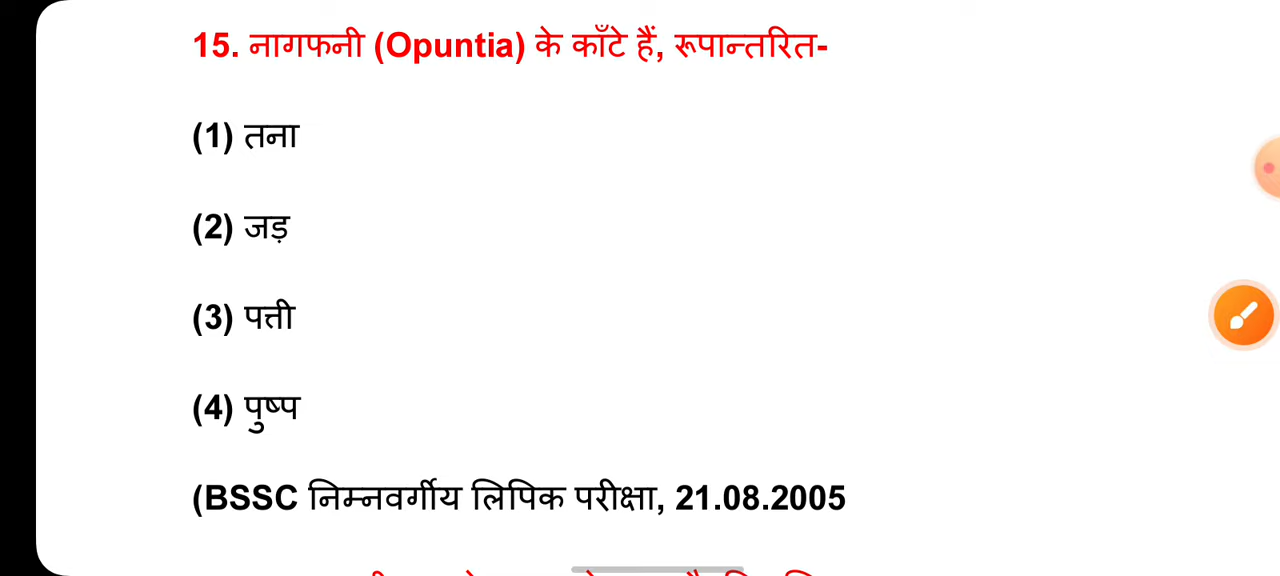 15. नागफनी (Opuntia) के काँटे हैं, रूपान्तरित-
(1) तना
(2) जड़
(3) पत्ती
(4) पुष्प
(BSSC निम्नवर्गीय लिपिक परीक्षा, 21.08.2005